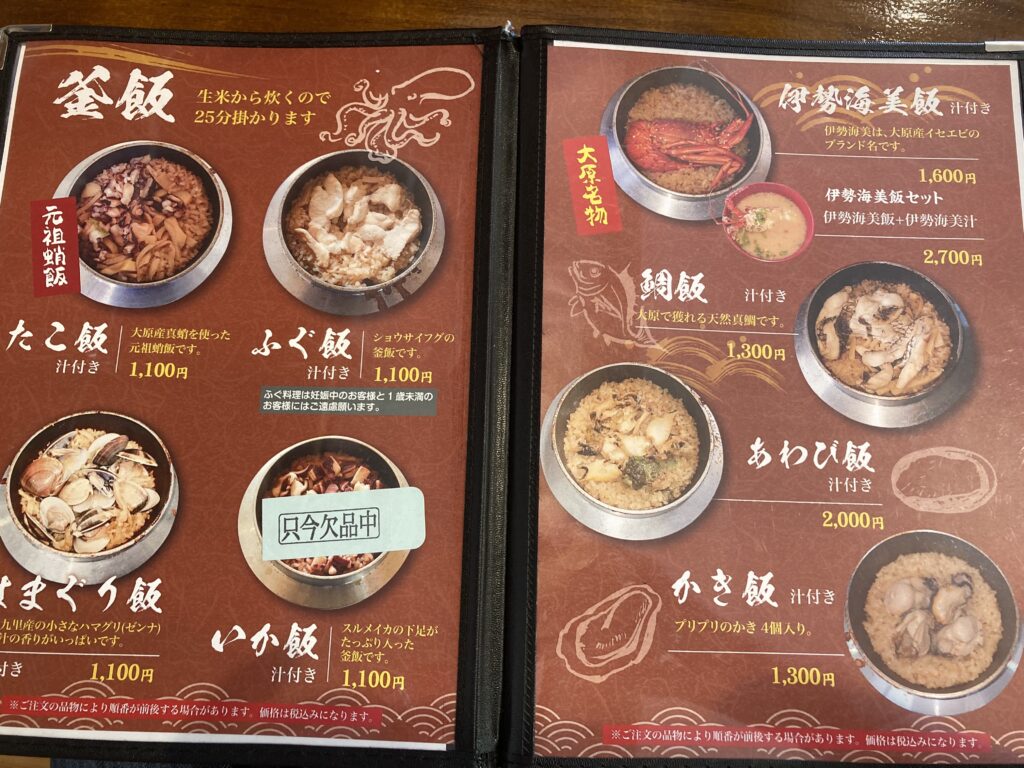 釜飯
生米から炊くので
25分掛かります
元祖蛸飯
たこ飯
汁付き
大原産真蛸を使った
元祖蛸飯です。
1,100円
ふぐ飯
汁付き
ショウサイフグの
釜飯です。
1,100円
ふぐ料理は妊娠中のお客様と1歳未満の
お客様にはご遠慮願います。
はまぐり飯
九里産の小さなハマグリ(ゼンナ)
汁の香りがいっぱいです。
汁付き
1,100円
只今欠品中
いか飯
汁付き
スルメイカの下足が
たっぷり入った
釜飯です。
1,100円
※ご注文の品物により順番が前後する場合があります。価格は税込みになります。
大原名物
伊勢海美飯 汁付き
伊勢海美は、大原産イセエビの
ブランド名です。
1,600円
伊勢海美飯セット
伊勢海美飯+伊勢海美汁
2,700円
鯛飯 汁付き
大原で獲れる天然真鯛です。
1,300円
あわび飯
汁付き
2,000円
かき飯 汁付き
プリプリのかき4個入り。
1,300円
※ご注文の品物により順番が前後する場合があります。価格は税込みになります。